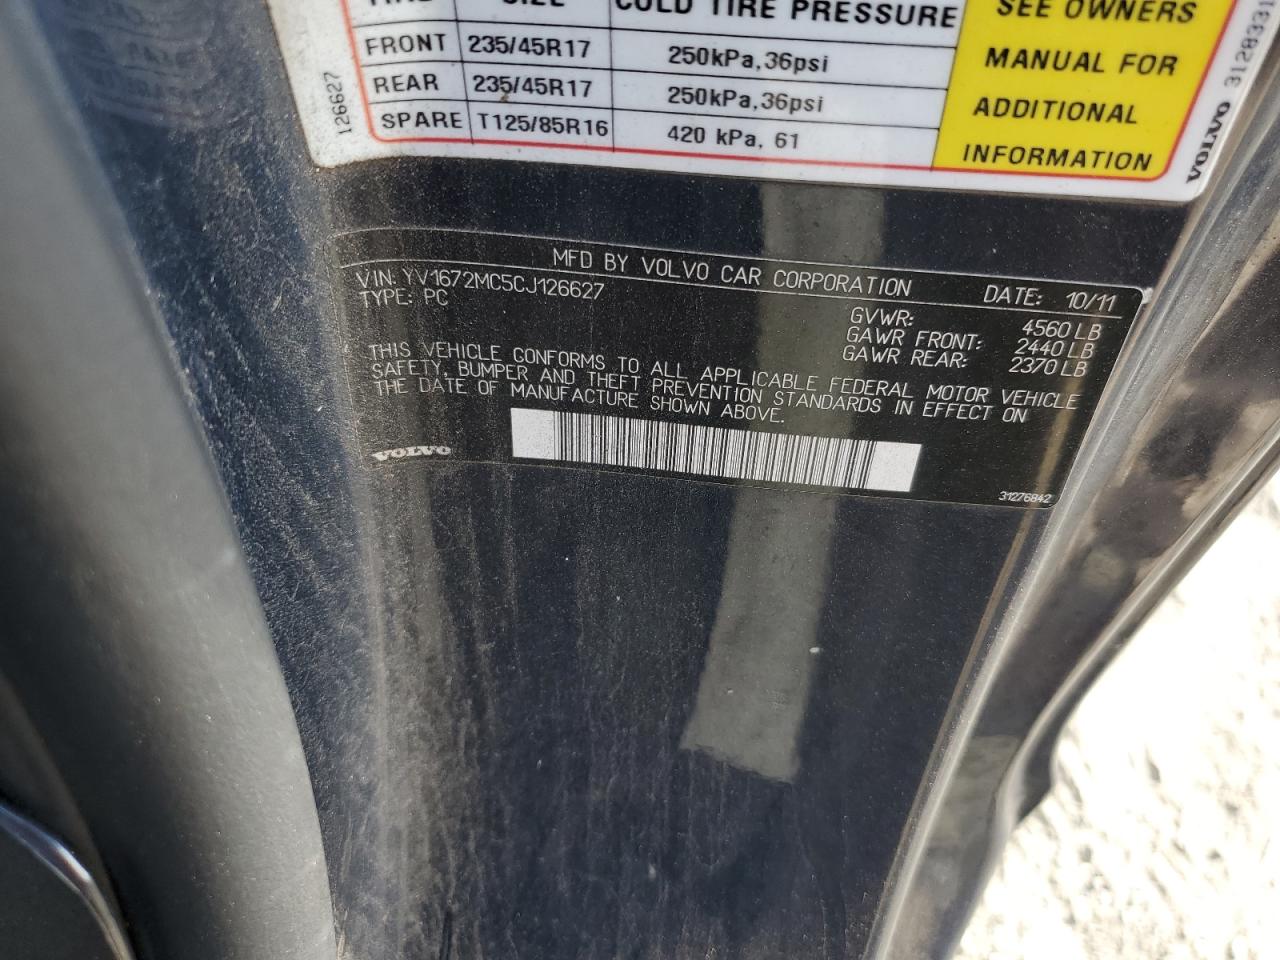 TIRE SIZE COLD TIRE PRESSURE SEE OWNERS
FRONT 235/45R17 250kPa,36psi MANUAL FOR
REAR 235/45R17 250kPa,36psi ADDITIONAL
SPARE T125/85R16 420 kPa, 61 INFORMATION
126627
VOLVO 3128331
MFD BY VOLVO CAR CORPORATION DATE: 10/11
VIN: YV1672MC5CJ126627
TYPE: PC
GVWR: 4560 LB
GAWR FRONT: 2440 LB
GAWR REAR: 2370 LB
THIS VEHICLE CONFORMS TO ALL APPLICABLE FEDERAL MOTOR VEHICLE
SAFETY, BUMPER AND THEFT PREVENTION STANDARDS IN EFFECT ON
THE DATE OF MANUFACTURE SHOWN ABOVE.
VOLVO
31276842